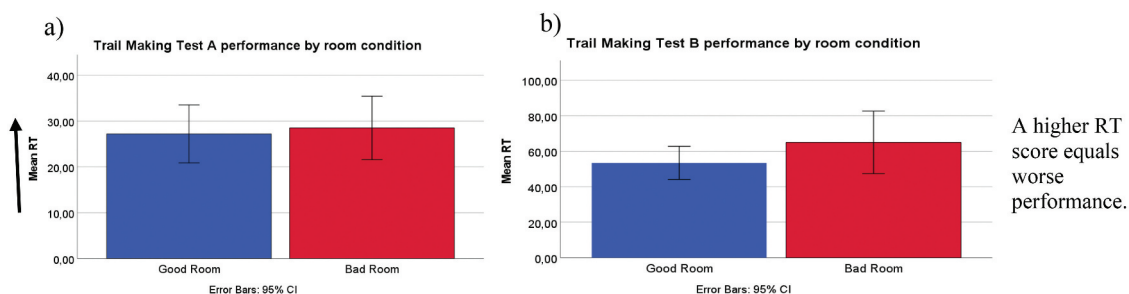 a)
Trail Making Test A performance by room condition
Mean RT
40,00
30,00
20,00
10,00
0,00
Good Room
Bad Room
Error Bars: 95% CI
b)
Trail Making Test B performance by room condition
Mean RT
100,00
80,00
60,00
40,00
20,00
0,00
Good Room
Bad Room
Error Bars: 95% CI
A higher RT
score equals
worse
performance.